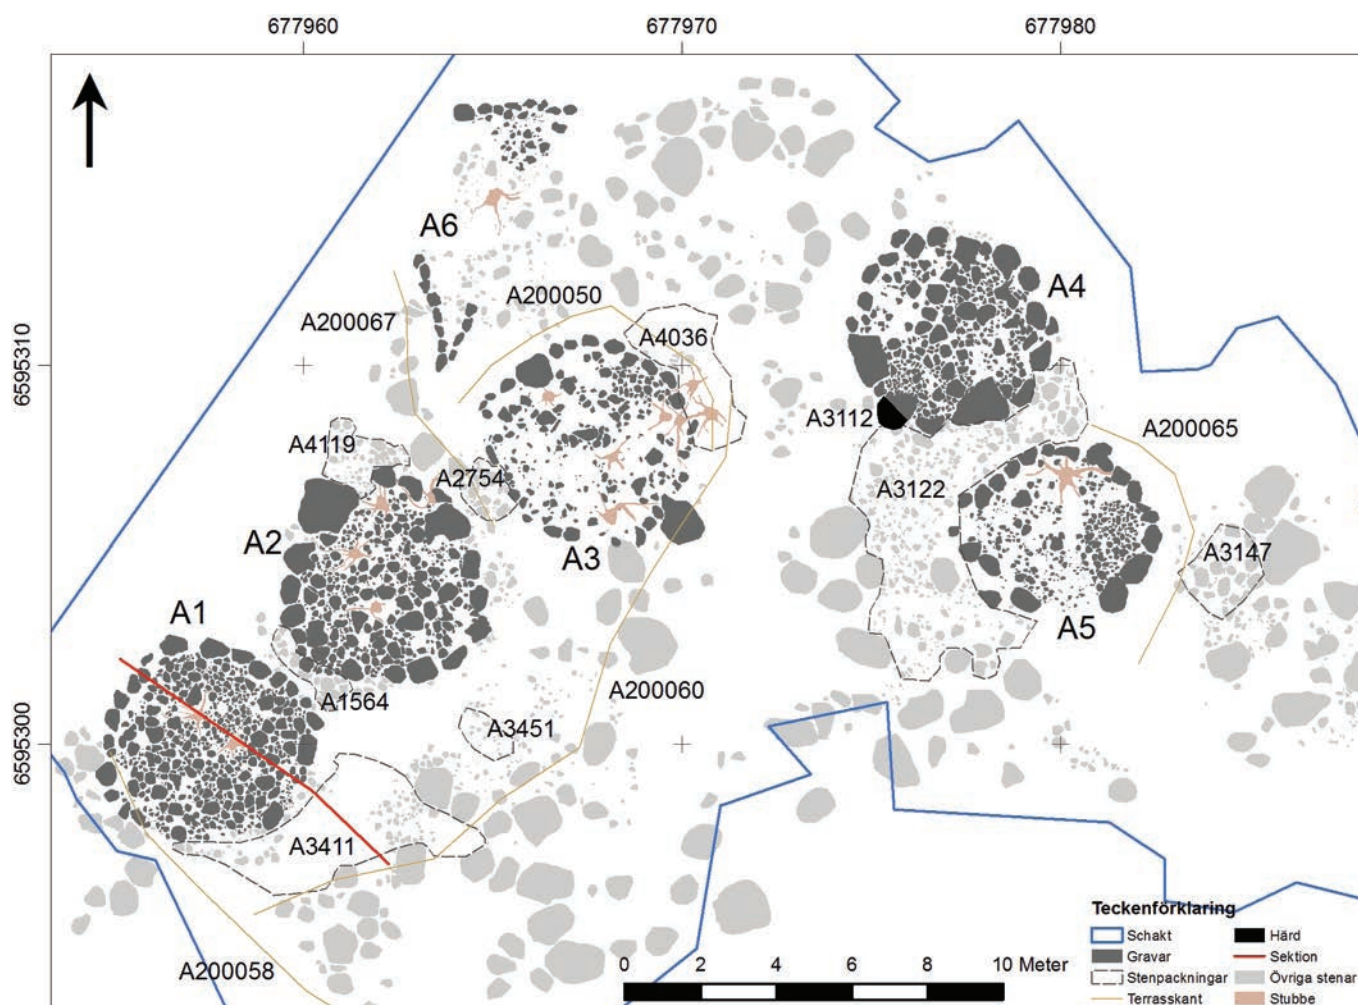 677960 677970 677980
A6
A200050
A4
A200067
A4036
6695310
A3112
A200065
A4119
A2754
A3122
A2
A3
A3147
A1
A5
A1564
A200060
A3451
6695300
A3411
A200058
0 2 4 6 8 10 Meter
Teckenförklaring
Schakt Härd
Gravar Sektion
Stenpackningar Övriga stenar
Terrasskant Stubbe